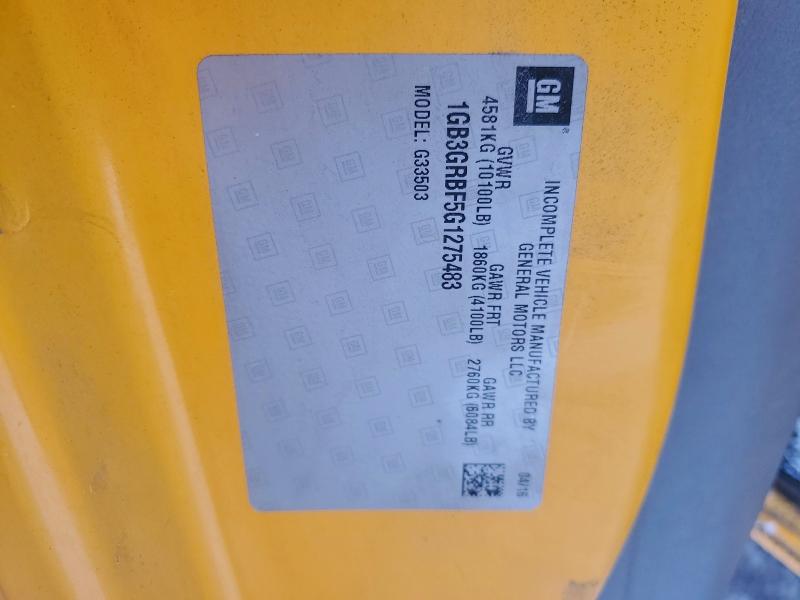 GM®
INCOMPLETE VEHICLE MANUFACTURED BY
GENERAL MOTORS LLC
04/16
GVWR GAWR FRT GAWR RR
4581KG (10100LB) 1860KG (4100LB) 2760KG (6084LB)
1GB3GRBF5G1275483
MODEL: G33503